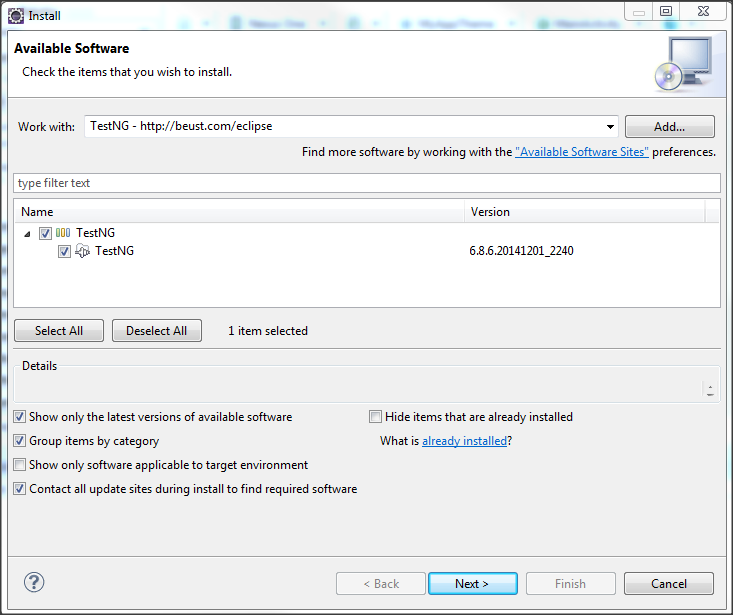 Install
Available Software
Check the items that you wish to install.
Work with: TestNG - http://beust.com/eclipse Add...
Find more software by working with the "Available Software Sites" preferences.
type filter text
Name Version
TestNG
TestNG 6.8.6.20141201_2240
Select All Deselect All 1 item selected
Details
Show only the latest versions of available software Hide items that are already installed
Group items by category What is already installed?
Show only software applicable to target environment
Contact all update sites during install to find required software
? < Back Next > Finish Cancel